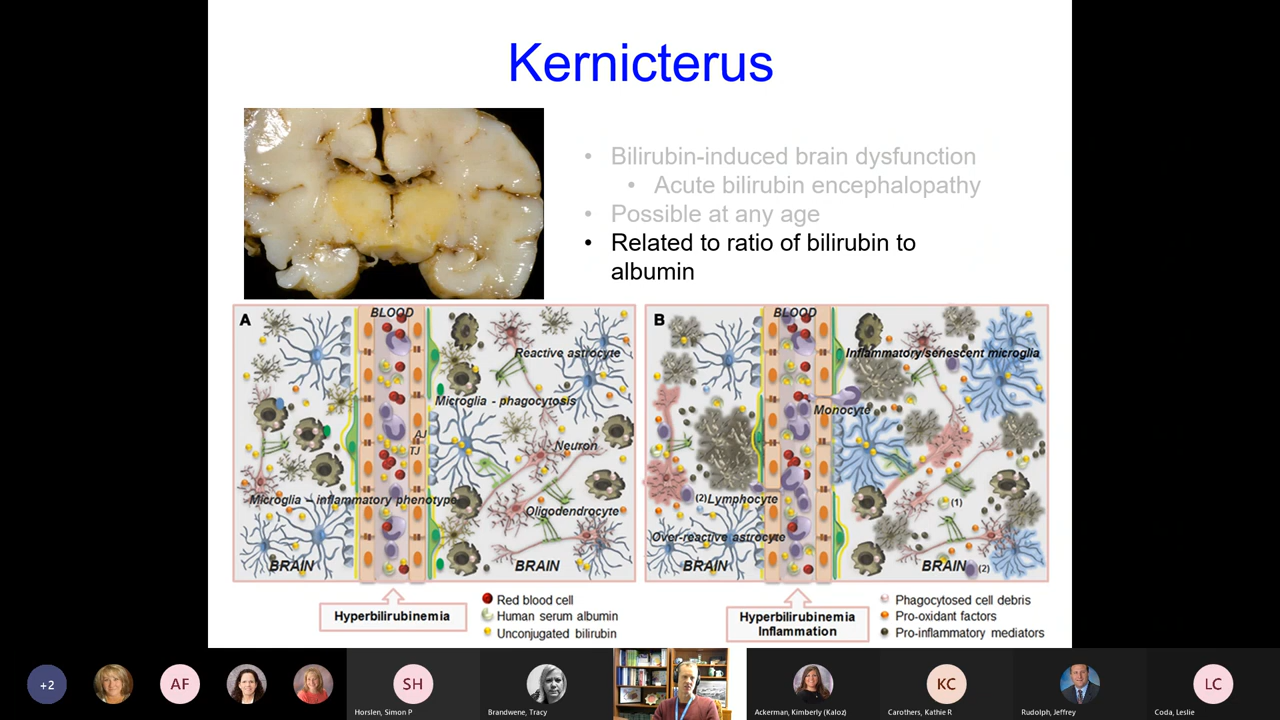 Kernicterus
• Bilirubin-induced brain dysfunction
• Acute bilirubin encephalopathy
• Possible at any age
• Related to ratio of bilirubin to
albumin
A
BLOOD
Reactive astrocyte
Microglia - phagocytosis
AJ
TJ
Neuron
Microglia – inflammatory phenotype
Oligodendrocyte
BRAIN
BRAIN
Hyperbilirubinemia
Red blood cell
Human serum albumin
Unconjugated bilirubin
B
BLOOD
Inflammatory/senescent microglia
Monocyte
(2)
Lymphocyte
(1)
Over-reactive astrocyte
BRAIN
BRAIN
(2)
Hyperbilirubinemia
Inflammation
Phagocytosed cell debris
Pro-oxidant factors
Pro-inflammatory mediators
+2
AF
SH
Horslen, Simon P
Brandwene, Tracy
Ackerman, Kimberly (Kaloz)
KC
Carothers, Kathie R
Rudolph, Jeffrey
LC
Coda, Leslie